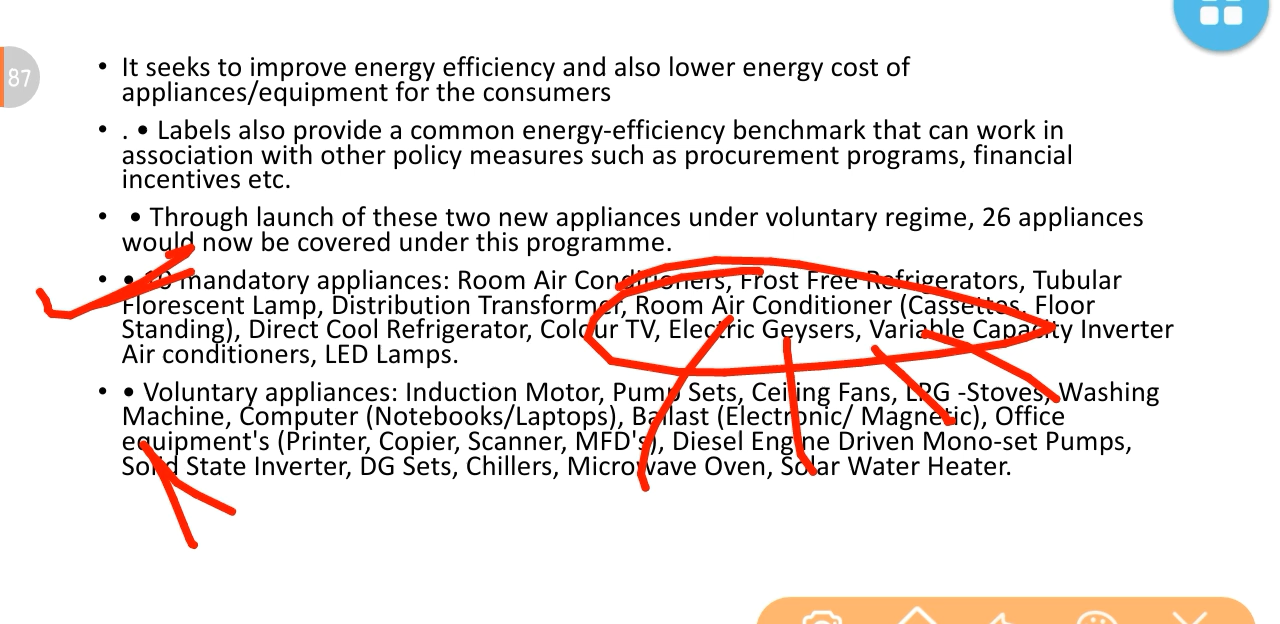 87
• It seeks to improve energy efficiency and also lower energy cost of
appliances/equipment for the consumers
• . • Labels also provide a common energy-efficiency benchmark that can work in
association with other policy measures such as procurement programs, financial
incentives etc.
• • Through launch of these two new appliances under voluntary regime, 26 appliances
would now be covered under this programme.
• • 10 mandatory appliances: Room Air Conditioners, Frost Free Refrigerators, Tubular
Florescent Lamp, Distribution Transformer, Room Air Conditioner (Cassettes, Floor
Standing), Direct Cool Refrigerator, Colour TV, Electric Geysers, Variable Capacity Inverter
Air conditioners, LED Lamps.
• • Voluntary appliances: Induction Motor, Pump Sets, Ceiling Fans, LPG -Stoves, Washing
Machine, Computer (Notebooks/Laptops), Ballast (Electronic/ Magnetic), Office
equipment's (Printer, Copier, Scanner, MFD's), Diesel Engine Driven Mono-set Pumps,
Solid State Inverter, DG Sets, Chillers, Microwave Oven, Solar Water Heater.